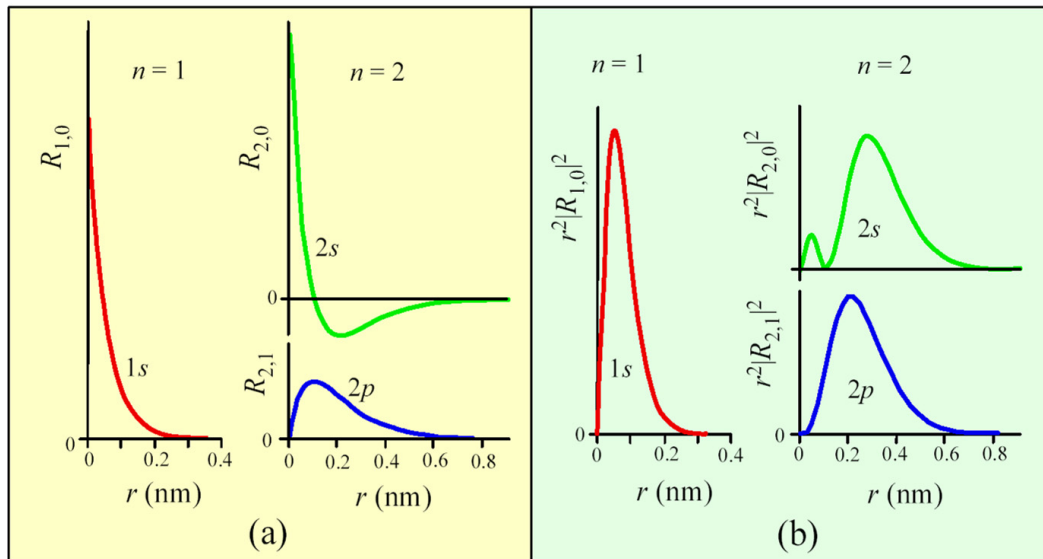 n = 1
R1,0
1s
0
0
0.2
0.4
r (nm)
n = 2
R2,0
2s
0
R2,1
2p
0
0
0.2
0.4
0.6
0.8
r (nm)
(a)
n = 1
r²|R1,0|²
1s
0
0
0.2
0.4
r (nm)
n = 2
r²|R2,0|²
2s
r²|R2,1|²
2p
0
0
0.2
0.4
0.6
0.8
r (nm)
(b)